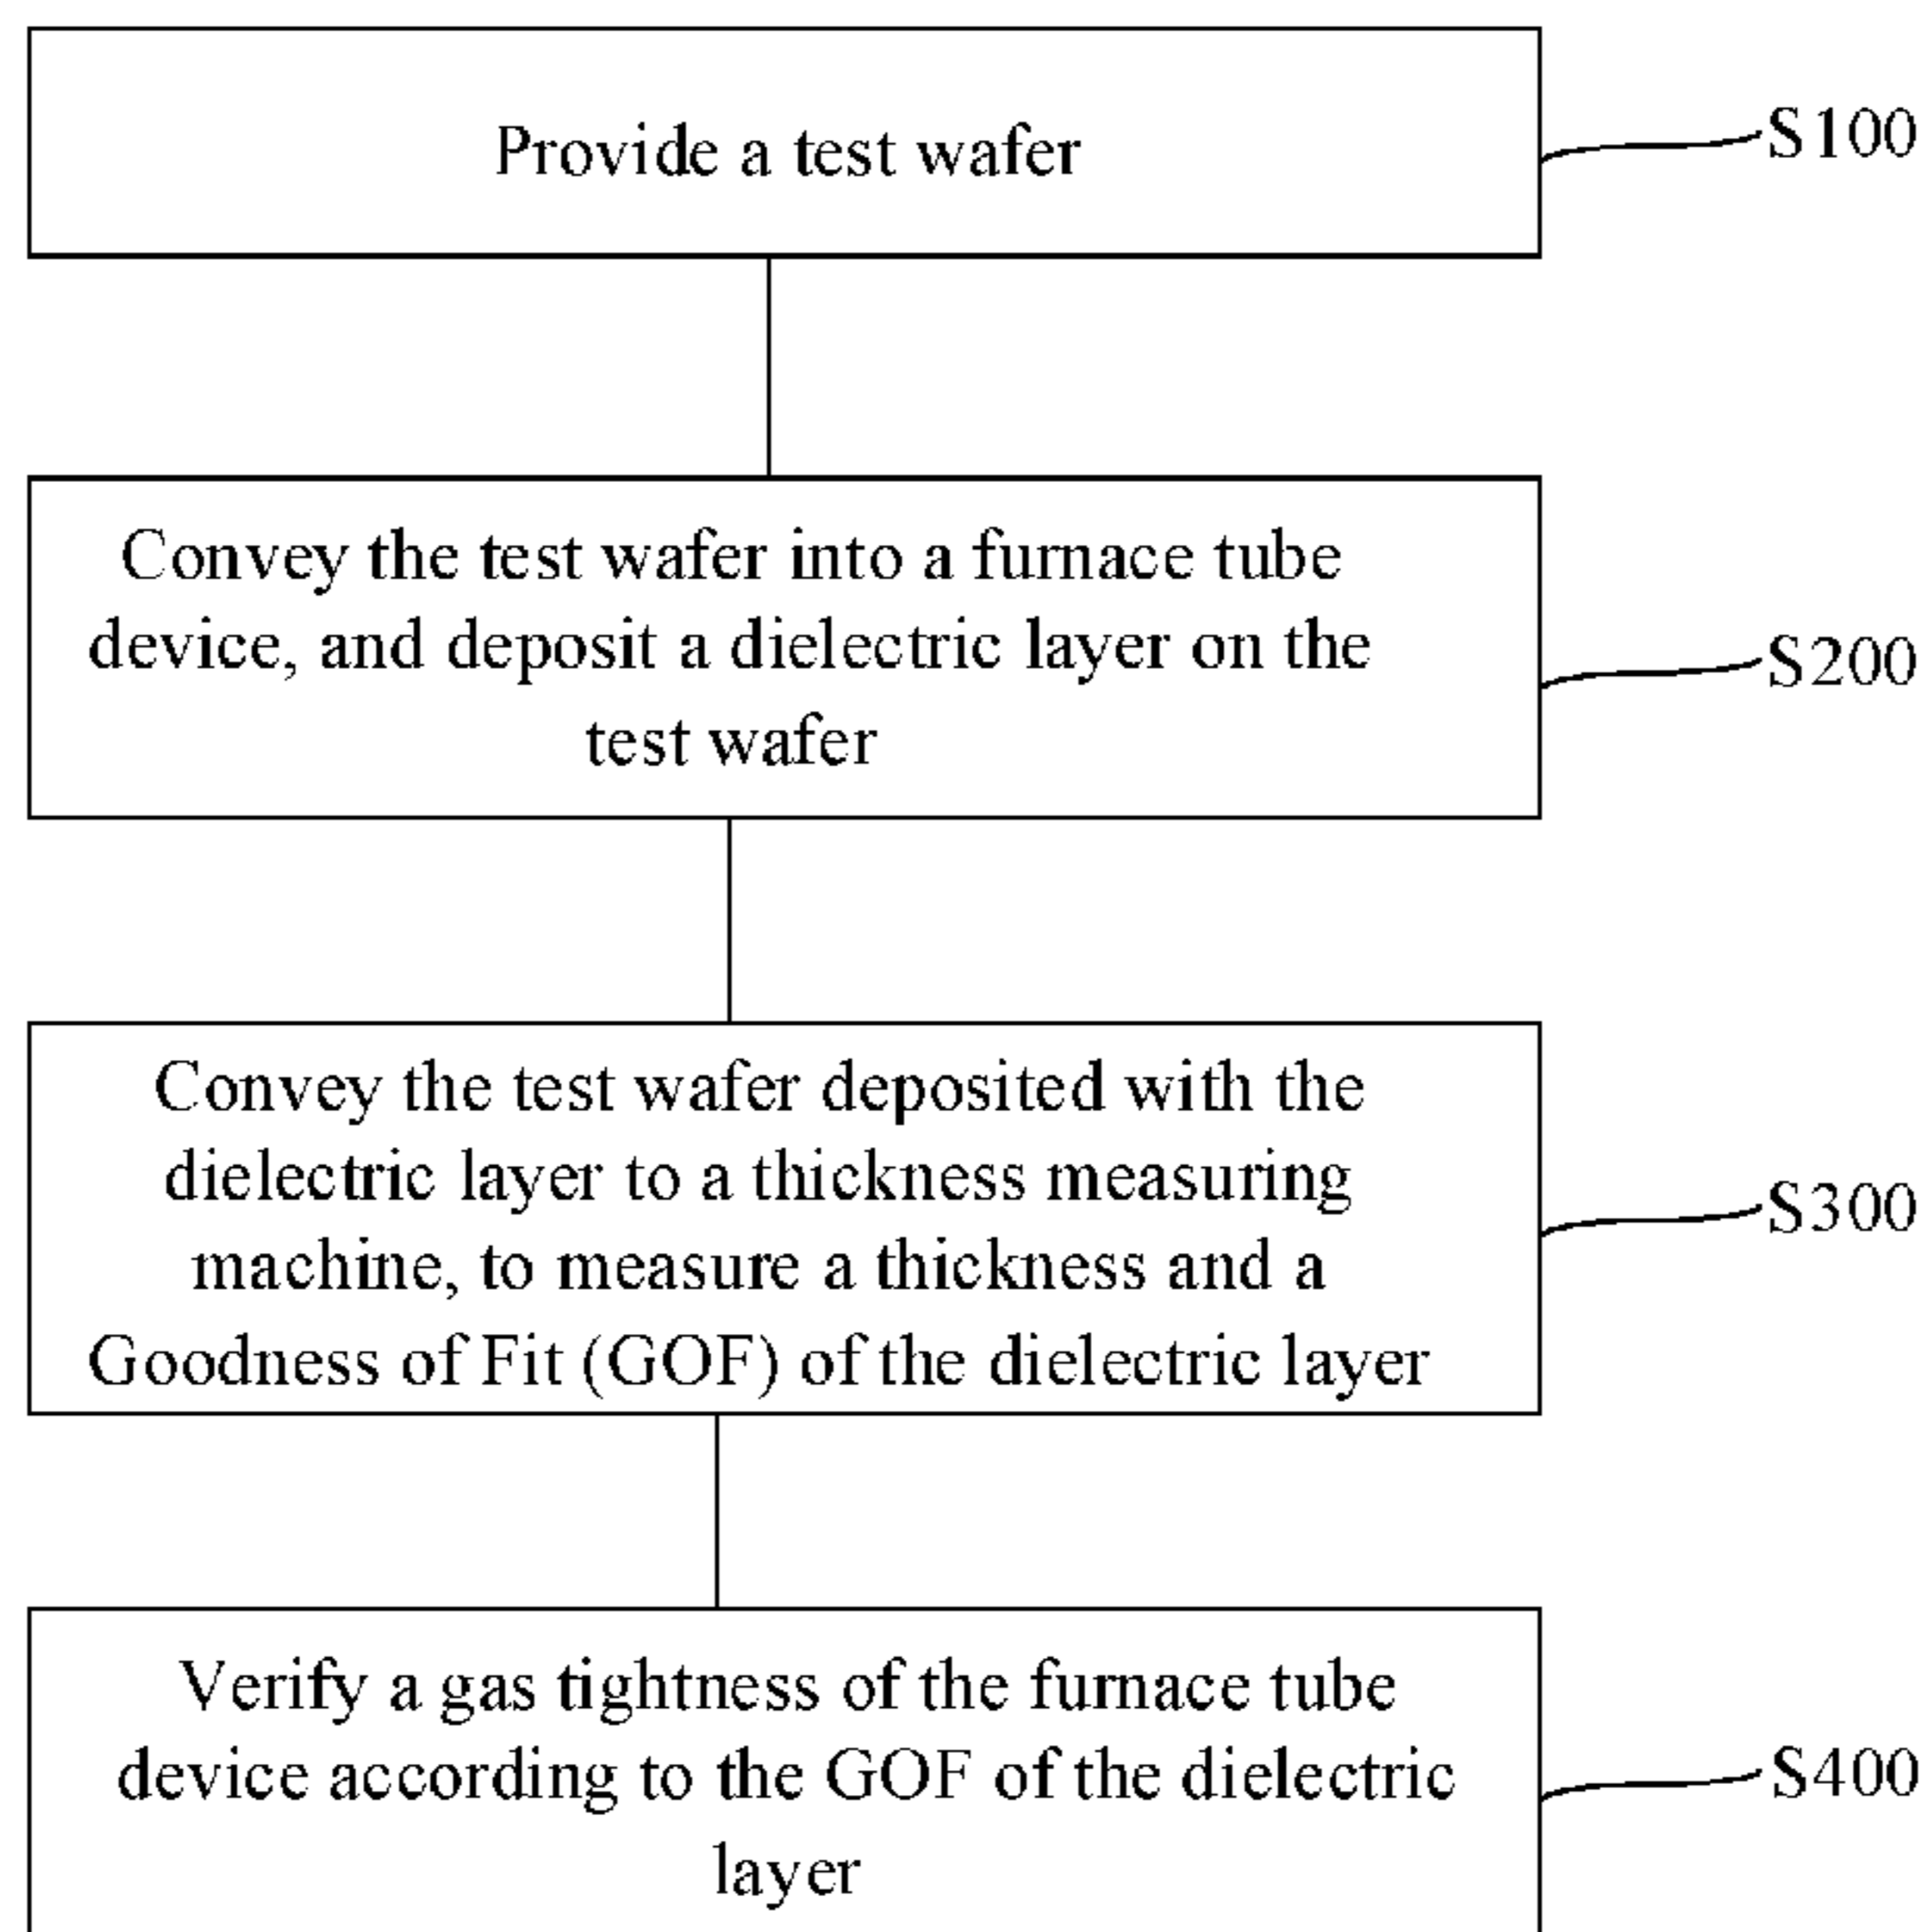 Provide a test wafer
S100
Convey the test wafer into a furnace tube
device, and deposit a dielectric layer on the
test wafer
S200
Convey the test wafer deposited with the
dielectric layer to a thickness measuring
machine, to measure a thickness and a
Goodness of Fit (GOF) of the dielectric layer
S300
Verify a gas tightness of the furnace tube
device according to the GOF of the dielectric
layer
S400